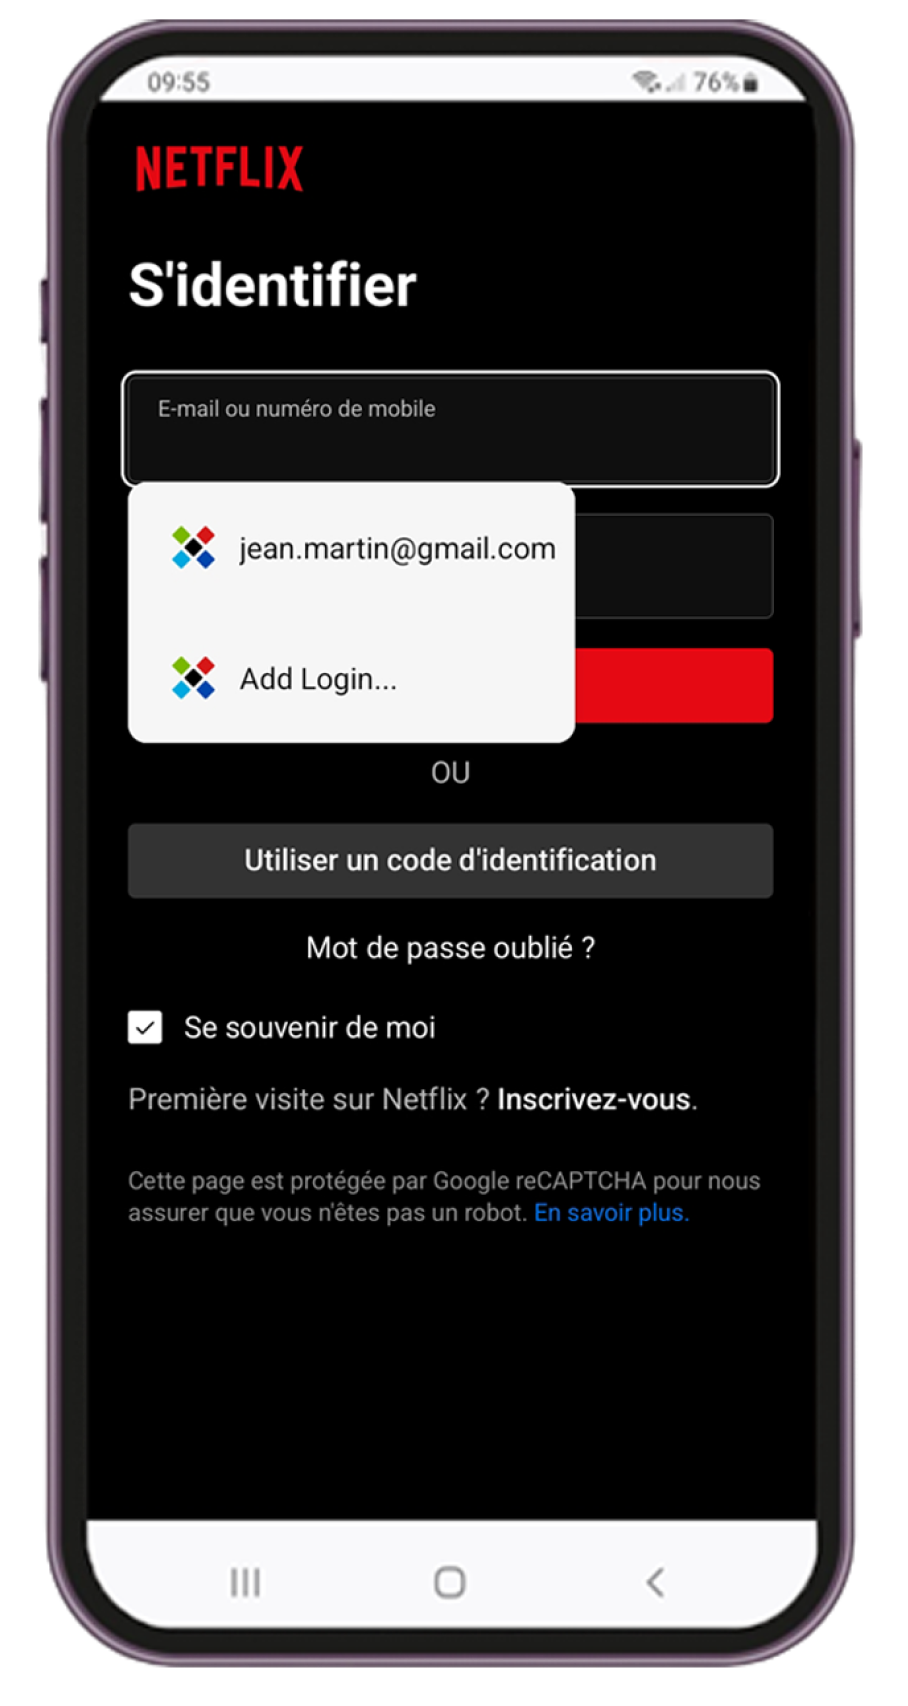 09:55
76%
NETFLIX
S'identifier
E-mail ou numéro de mobile
jean.martin@gmail.com
Add Login...
OU
Utiliser un code d'identification
Mot de passe oublié ?
Se souvenir de moi
Première visite sur Netflix ? Inscrivez-vous.
Cette page est protégée par Google reCAPTCHA pour nous
assurer que vous n'êtes pas un robot. En savoir plus.